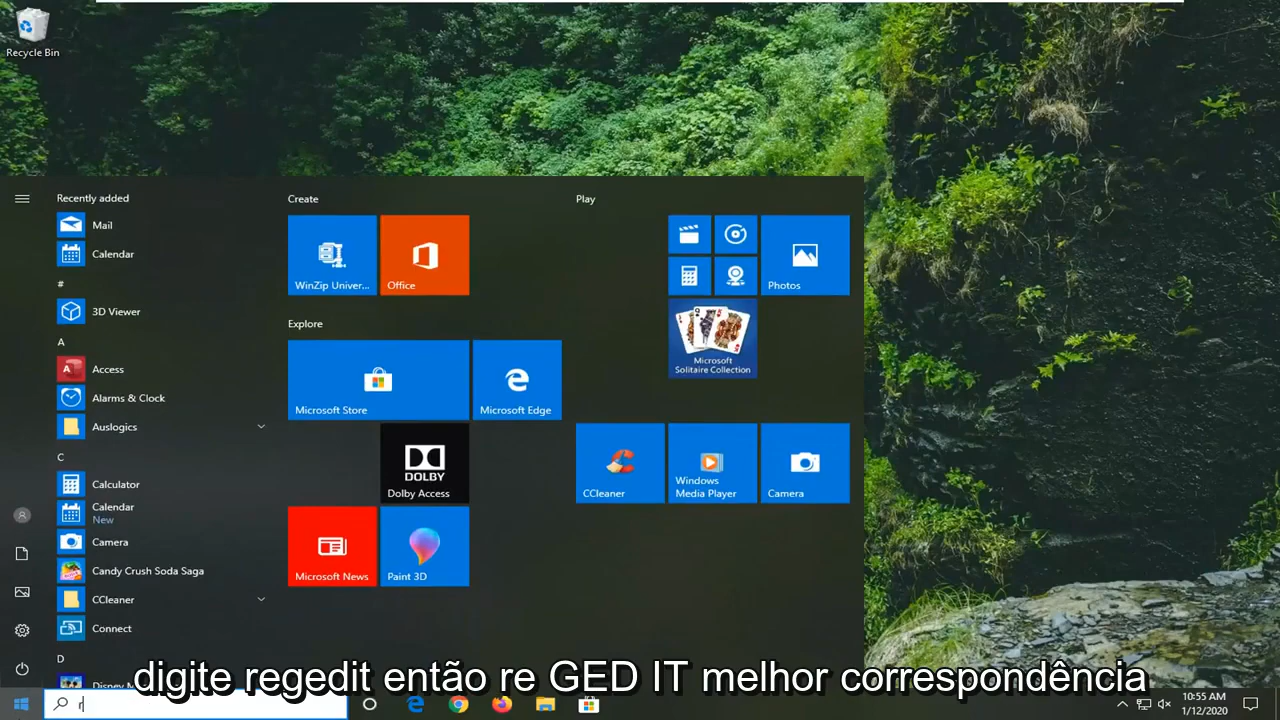 Recycle Bin
Recently added
Mail
Calendar
#
3D Viewer
A
Access
Alarms & Clock
Auslogics
C
Calculator
Calendar
New
Camera
Candy Crush Soda Saga
CCleaner
Connect
D
Create
WinZip Univer...
Office
Explore
Microsoft Store
Microsoft Edge
DOLBY
Dolby Access
Microsoft News
Paint 3D
Play
Photos
Microsoft
Solitaire Collection
CCleaner
Windows
Media Player
Camera
digite regedit então re GED IT melhor correspondência
r
10:55 AM
1/12/2020